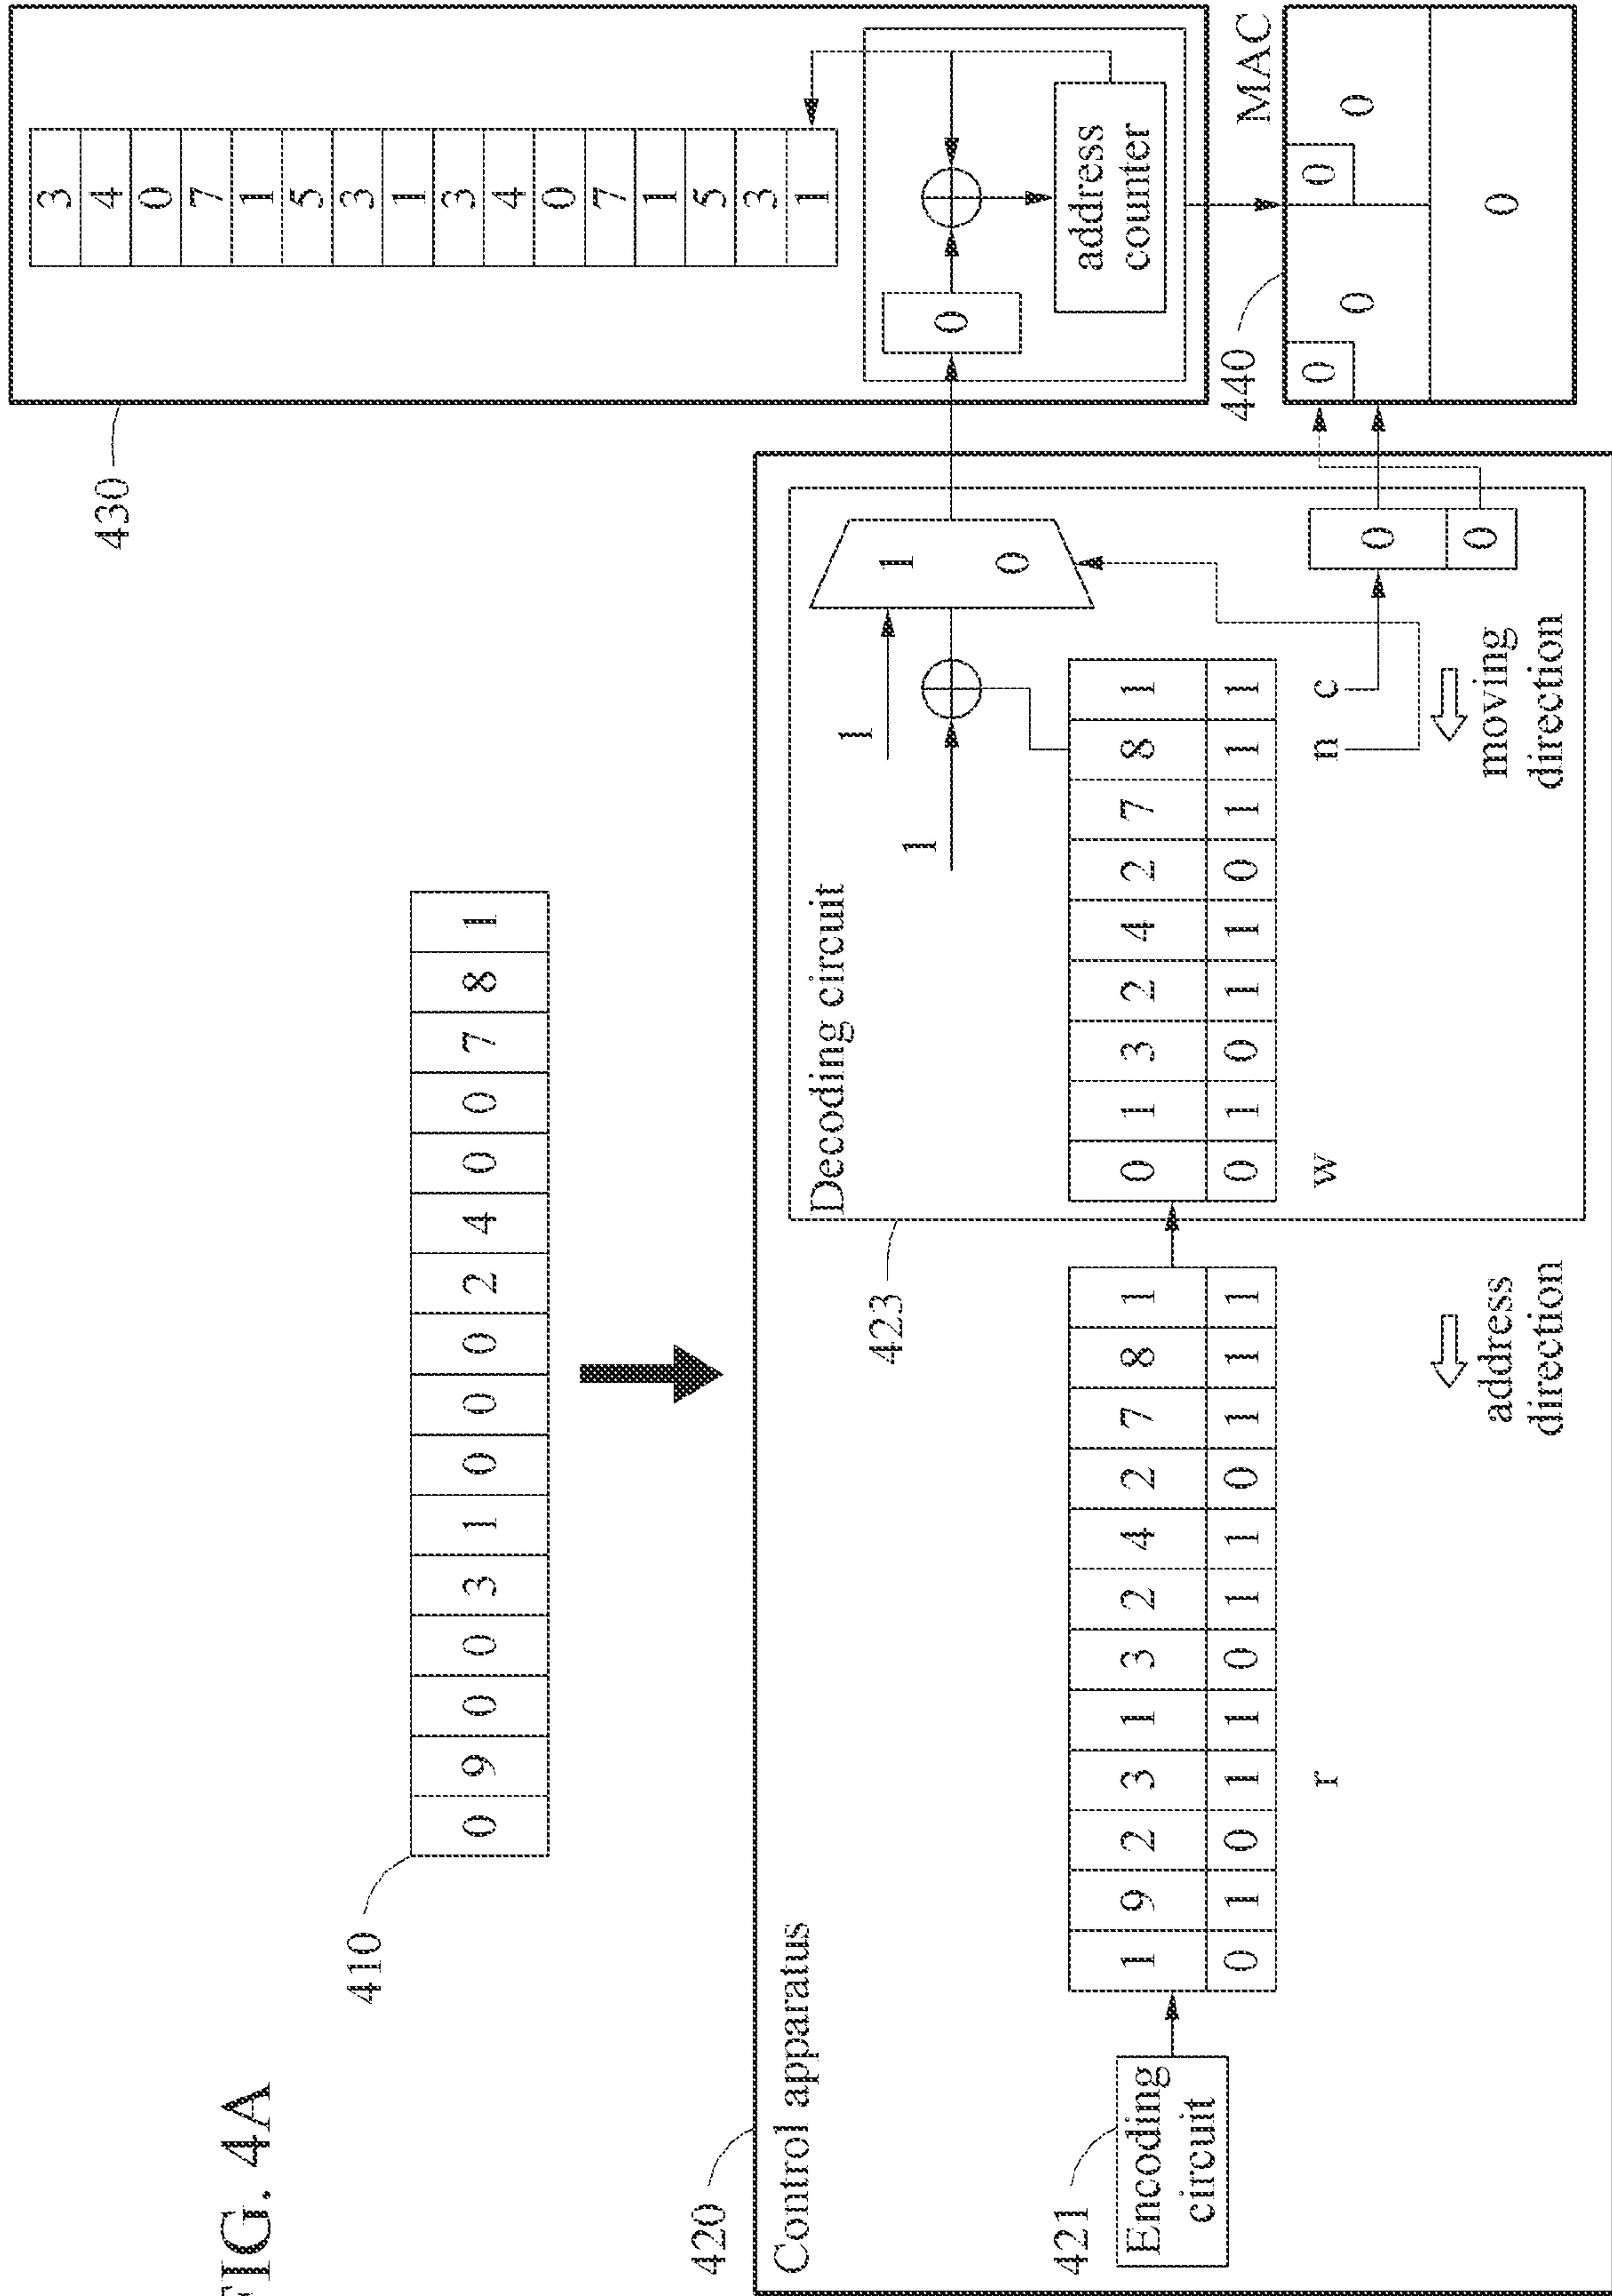 FIG. 4A
410
0 9 0 0 3 1 0 0 0 2 4 0 0 7 8 1
420
Control apparatus
421
Encoding
circuit
1 9 2 3 1 3 2 4 2 7 8 1
0 1 0 1 1 0 1 1 0 1 1 1
r
address
direction
423
Decoding circuit
0 1 3 2 4 2 7 8 1
0 1 0 1 1 0 1 1 1
w
n c
1
1
1
0
0
0
moving
direction
430
3
4
0
7
1
5
3
1
3
4
0
7
1
5
3
1
0
address
counter
440
MAC
0 0
0 0
0